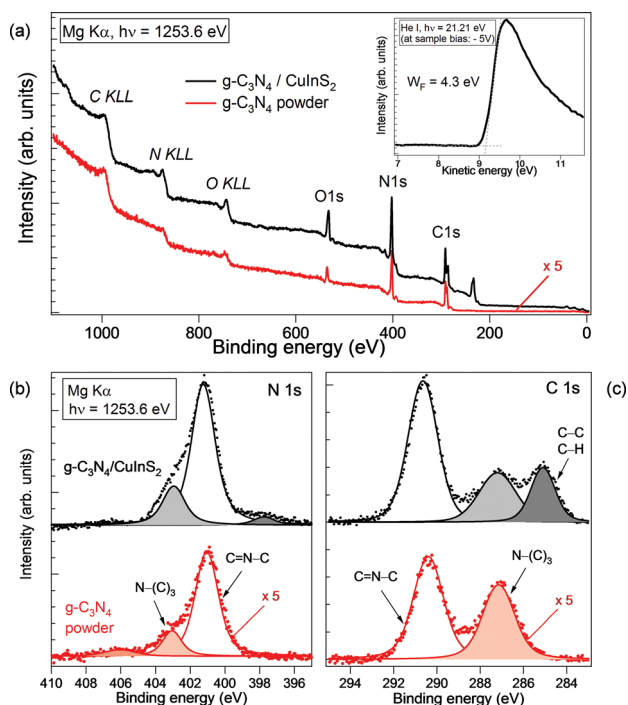 (a)
Mg Kα, hν = 1253.6 eV
g-C₃N₄ / CuInS₂
g-C₃N₄ powder
C KLL
N KLL
O KLL
O1s
N1s
C1s
x 5
Intensity (arb. units)
1000 800 600 400 200 0
Binding energy (eV)
He I, hν = 21.21 eV
(at sample bias: - 5V)
W_F = 4.3 eV
Intensity (arb. units)
7 8 9 10 11
Kinetic energy (eV)
(b)
Mg Kα
hν = 1253.6 eV
N 1s
g-C₃N₄/CuInS₂
C=N–C
N–(C)₃
x 5
g-C₃N₄
powder
Intensity (arb. units)
410 408 406 404 402 400 398 396
Binding energy (eV)
C 1s
(c)
C–C
C–H
N–(C)₃
C=N–C
x 5
294 292 290 288 286 284
Binding energy (eV)